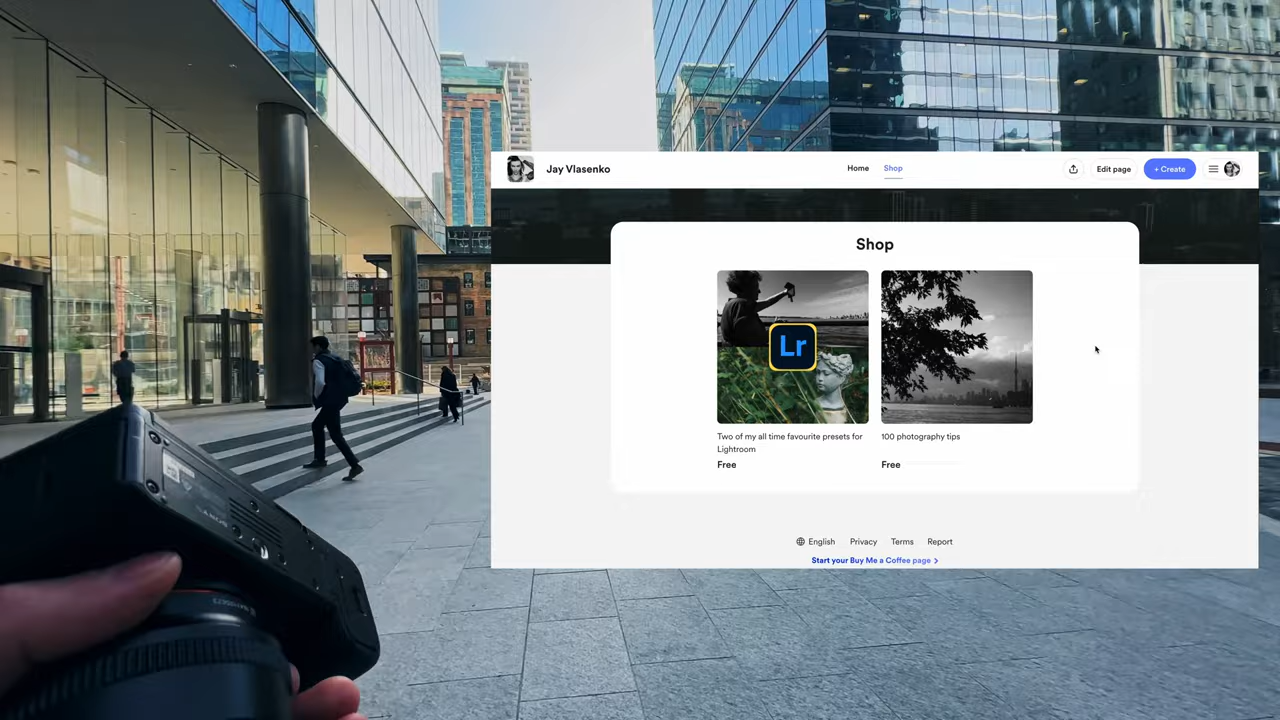 Jay Vlasenko
Home
Shop
Edit page
+ Create
Shop
Lr
Two of my all time favourite presets for
Lightroom
Free
100 photography tips
Free
English
Privacy
Terms
Report
Start your Buy Me a Coffee page
SONY